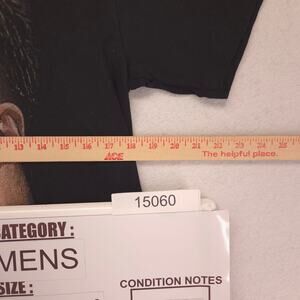 13 14 15 16 17 18 19 20 21 22 23 24 25
ACE The helpful place.
15060
CATEGORY :
MENS
SIZE :
CONDITION NOTES